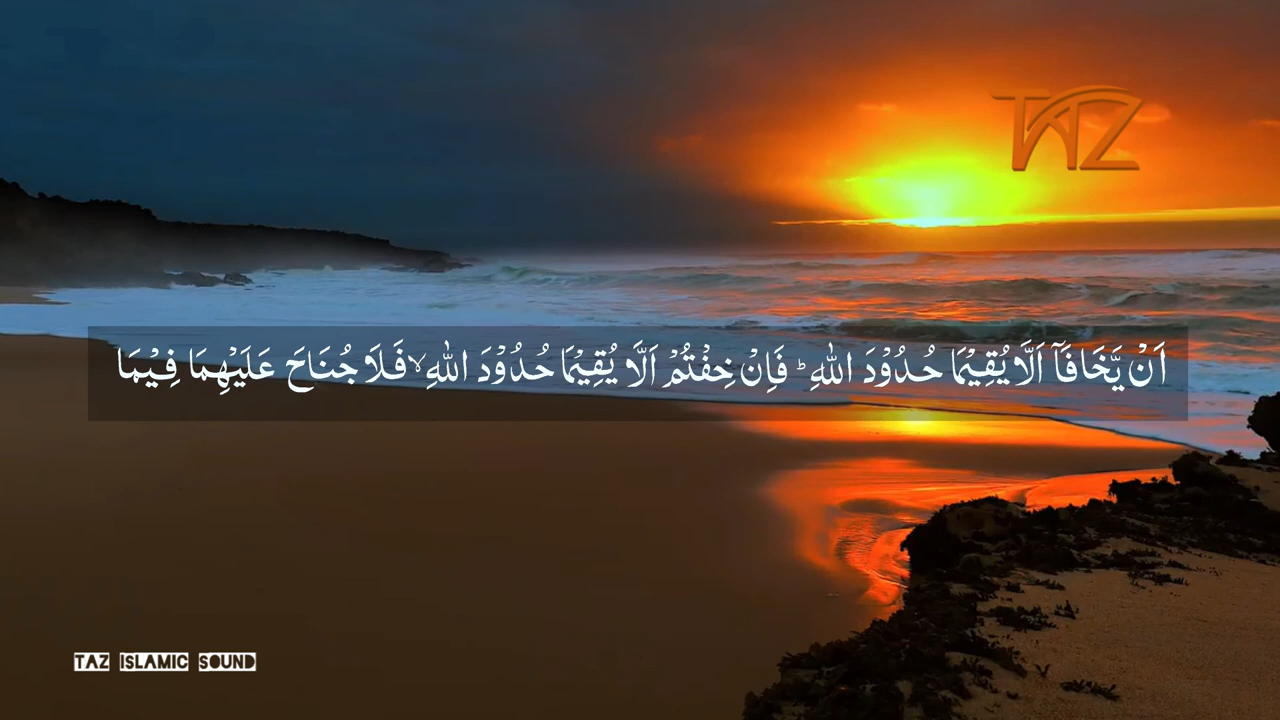 TAZ
اَنْ يَّخَافَآ اَلَّا يُقِيْمَا حُدُوْدَ اللّٰهِ ؕ فَاِنْ خِفْتُمْ اَلَّا يُقِيْمَا حُدُوْدَ اللّٰهِ ۙ فَلَا جُنَاحَ عَلَيْهِمَا فِيْمَا
TAZ ISLAMIC SOUND